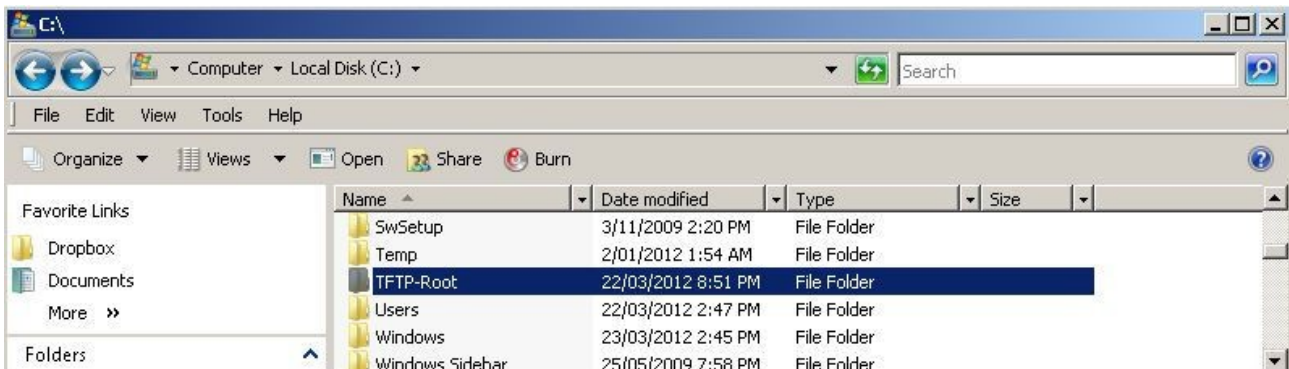 C:\
Computer Local Disk (C:) Search
File Edit View Tools Help
Organize Views Open Share Burn
Favorite Links
Dropbox
Documents
More »
Folders
Name Date modified Type Size
SwSetup 3/11/2009 2:20 PM File Folder
Temp 2/01/2012 1:54 AM File Folder
TFTP-Root 22/03/2012 8:51 PM File Folder
Users 22/03/2012 2:47 PM File Folder
Windows 23/03/2012 2:45 PM File Folder
Windows Sidebar 25/05/2009 7:58 PM File Folder